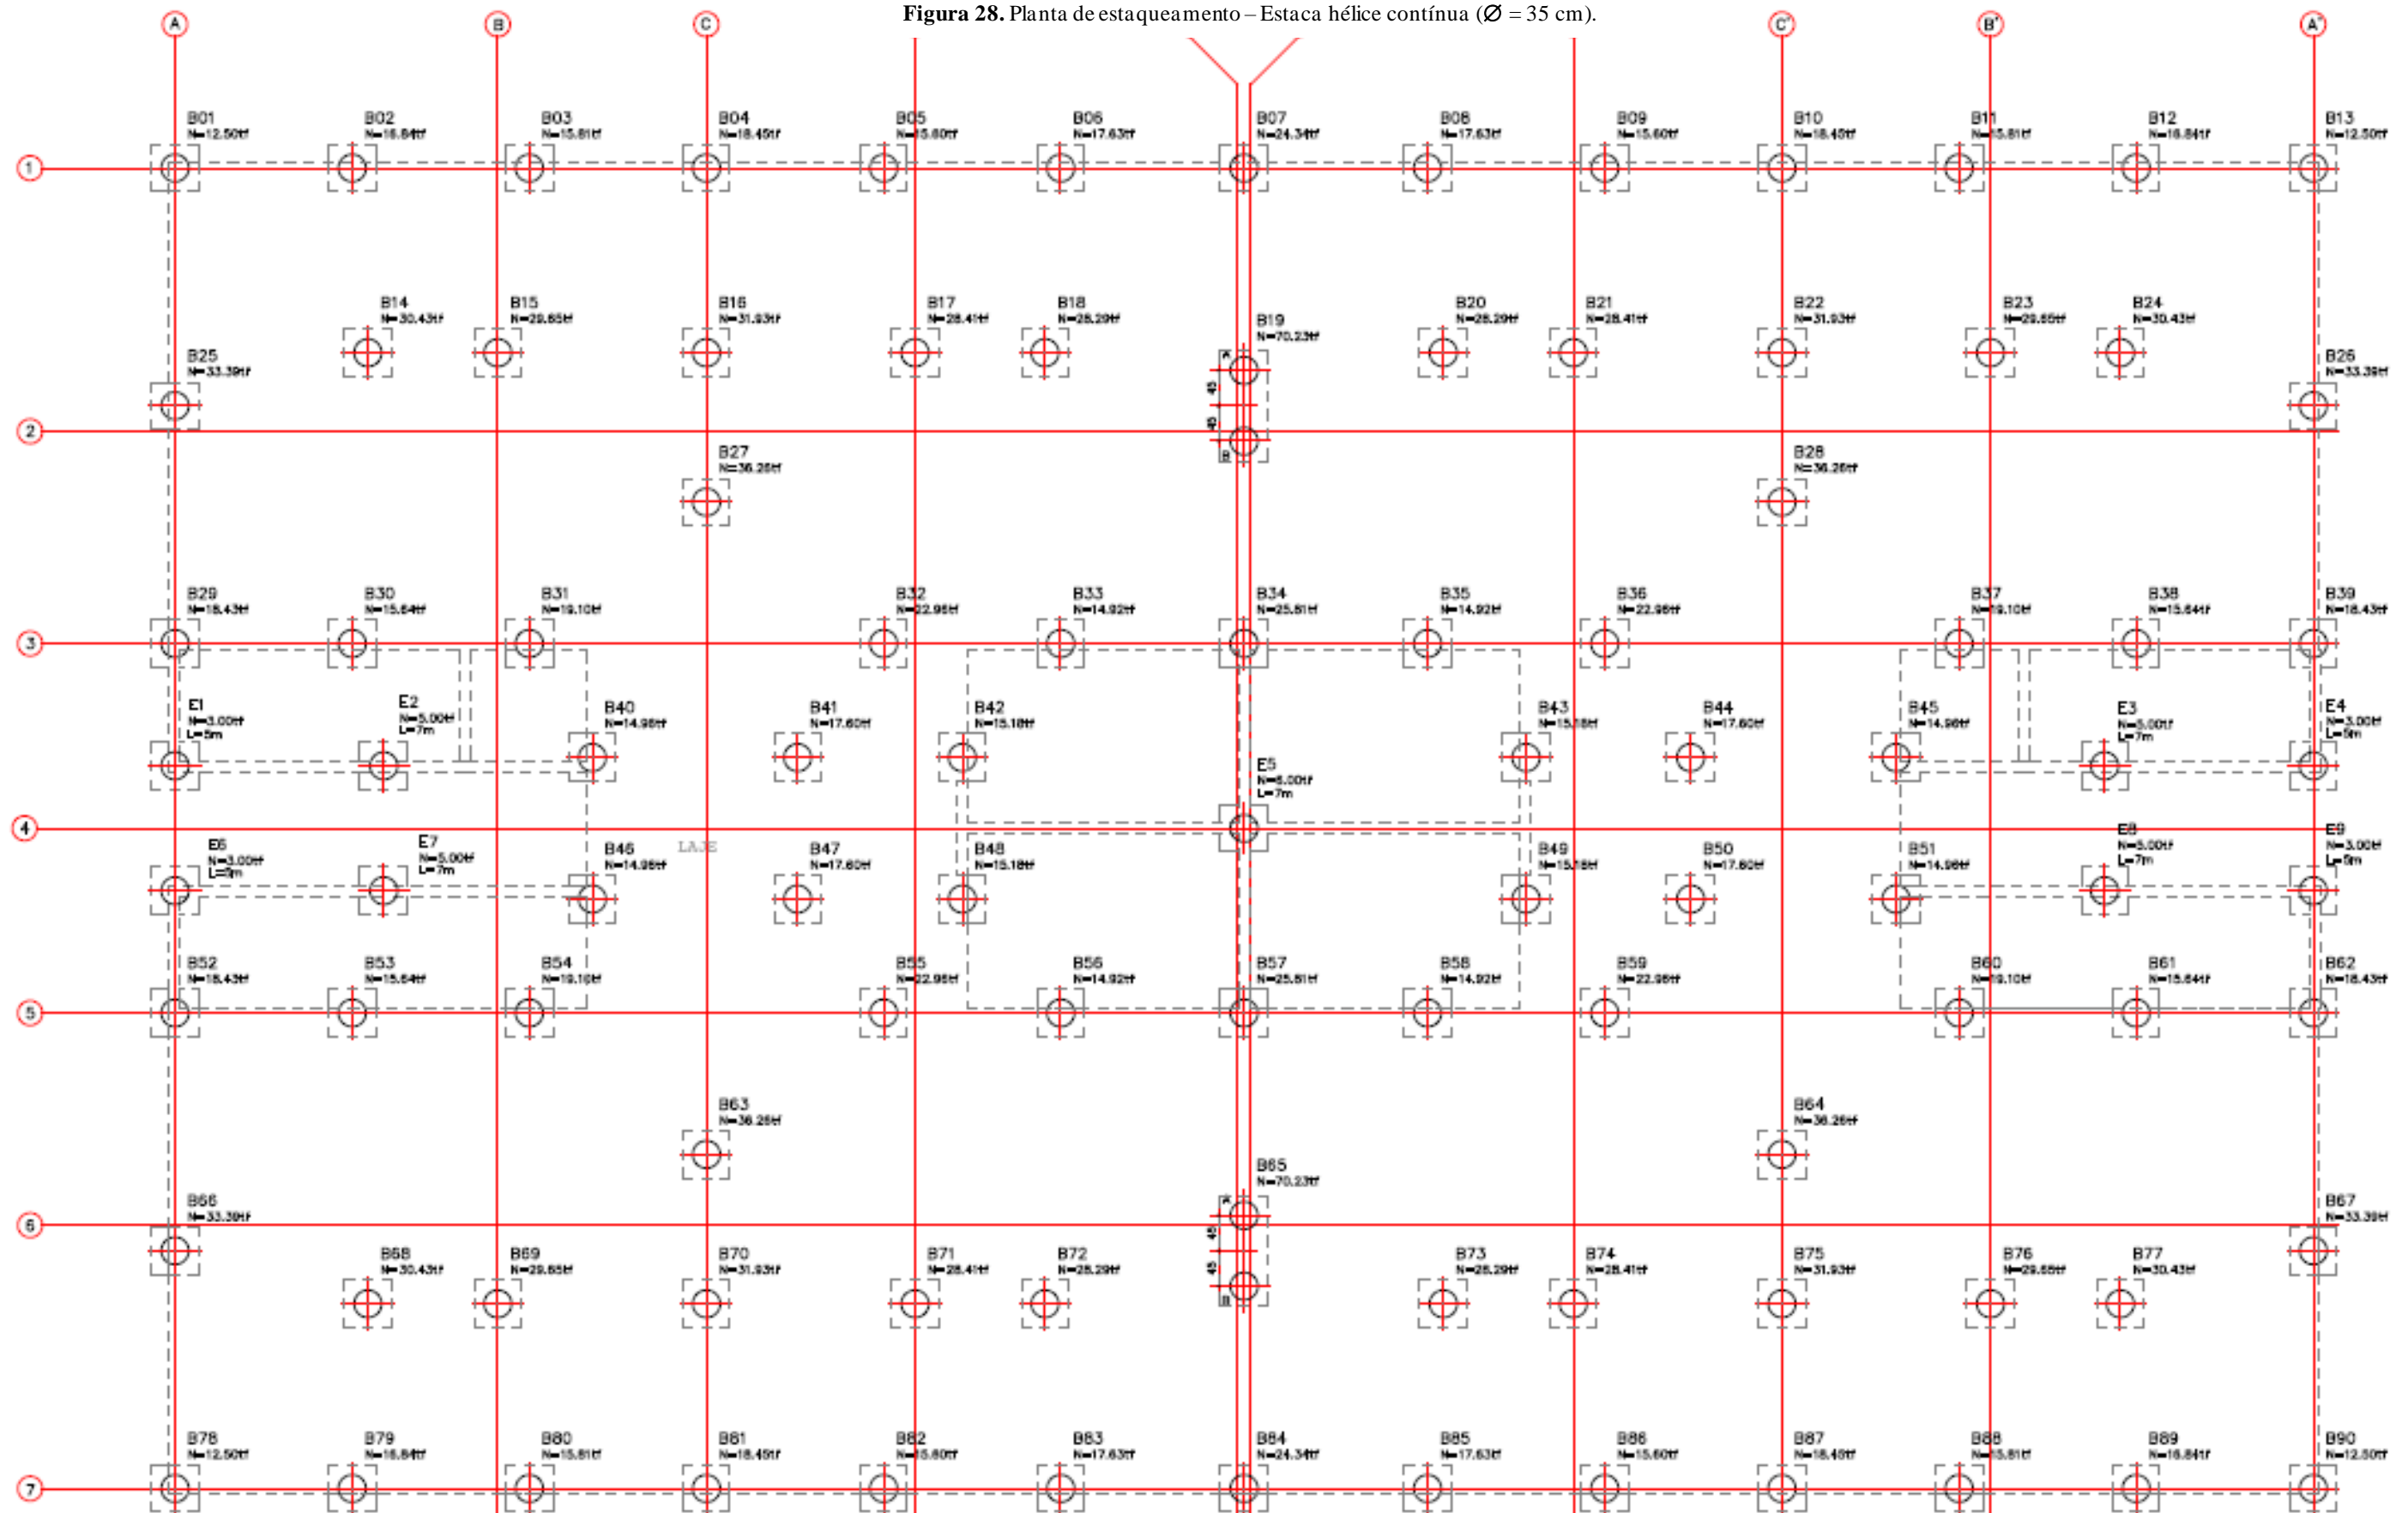 Figura 28. Planta de estaqueamento – Estaca hélice contínua (Ø = 35 cm).
A B C C' B' A'
B01 B02 B03 B04 B05 B06 B07 B08 B09 B10 B11 B12 B13
N=12.50tf N=16.84tf N=15.81tf N=18.45tf N=15.60tf N=17.63tf N=24.34tf N=17.63tf N=15.60tf N=18.45tf N=15.81tf N=16.84tf N=12.50tf
1
B14 B15 B16 B17 B18 B20 B21 B22 B23 B24
N=30.43tf N=29.65tf N=31.93tf N=28.41tf N=28.29tf N=28.29tf N=28.41tf N=31.93tf N=29.65tf N=30.43tf
B19
N=70.23tf
A
B25 B26
N=33.39tf N=33.39tf
45
45
2
B
B27 B28
N=36.26tf N=36.26tf
B29 B30 B31 B32 B33 B34 B35 B36 B37 B38 B39
N=18.43tf N=15.64tf N=19.10tf N=22.96tf N=14.92tf N=25.81tf N=14.92tf N=22.96tf N=19.10tf N=15.64tf N=18.43tf
3
E1 E2 B40 B41 B42 B43 B44 B45 E3 E4
N=3.00tf N=5.00tf N=14.96tf N=17.60tf N=15.18tf N=15.18tf N=17.60tf N=14.96tf N=5.00tf N=3.00tf
L=5m L=7m L=7m L=5m
E5
N=6.00tf
L=7m
4
E6 E7 LAJE B46 B47 B48 B49 B50 B51 E8 E9
N=3.00tf N=5.00tf N=14.96tf N=17.60tf N=15.18tf N=15.18tf N=17.60tf N=14.96tf N=5.00tf N=3.00tf
L=5m L=7m L=7m L=5m
B52 B53 B54 B55 B56 B57 B58 B59 B60 B61 B62
N=18.43tf N=15.64tf N=19.10tf N=22.96tf N=14.92tf N=25.81tf N=14.92tf N=22.96tf N=19.10tf N=15.64tf N=18.43tf
5
B63 B64
N=36.26tf N=36.26tf
B65
N=70.23tf
A
B66 B67
N=33.39tf N=33.39tf
6
45
45
B
B68 B69 B70 B71 B72 B73 B74 B75 B76 B77
N=30.43tf N=29.65tf N=31.93tf N=28.41tf N=28.29tf N=28.29tf N=28.41tf N=31.93tf N=29.65tf N=30.43tf
B78 B79 B80 B81 B82 B83 B84 B85 B86 B87 B88 B89 B90
N=12.50tf N=16.84tf N=15.81tf N=18.45tf N=15.60tf N=17.63tf N=24.34tf N=17.63tf N=15.60tf N=18.45tf N=15.81tf N=16.84tf N=12.50tf
7